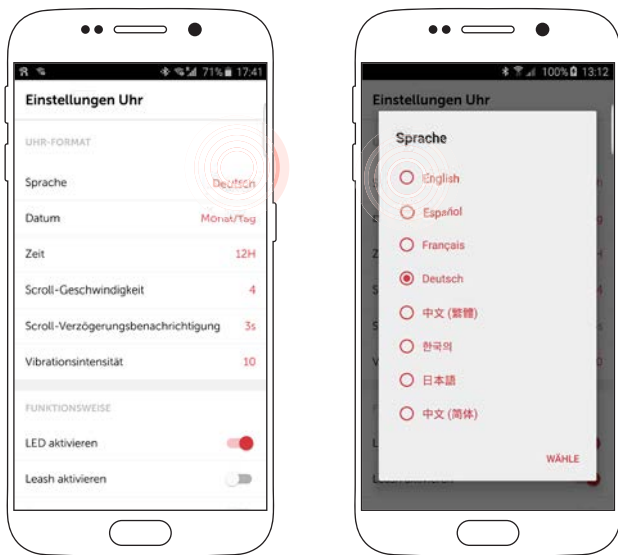 71% 17:41
Einstellungen Uhr
UHR-FORMAT
Sprache Deutsch
Datum Monat/Tag
Zeit 12H
Scroll-Geschwindigkeit 4
Scroll-Verzögerungsbenachrichtigung 3s
Vibrationsintensität 10
FUNKTIONSWEISE
LED aktivieren
Leash aktivieren
100% 13:12
Einstellungen Uhr
Sprache
English
Español
Français
Deutsch
中文 (繁體)
한국의
日本語
中文 (简体)
WÄHLE